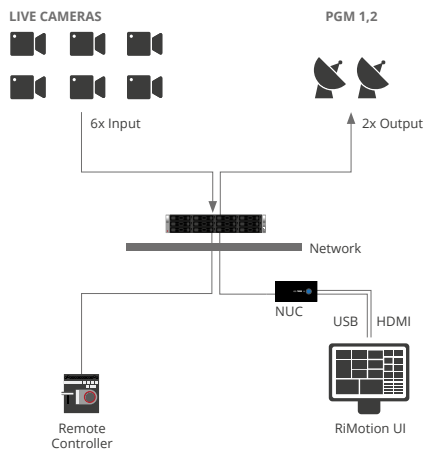 LIVE CAMERAS
PGM 1,2
6x Input
2x Output
Network
NUC
USB
HDMI
Remote
Controller
RiMotion UI